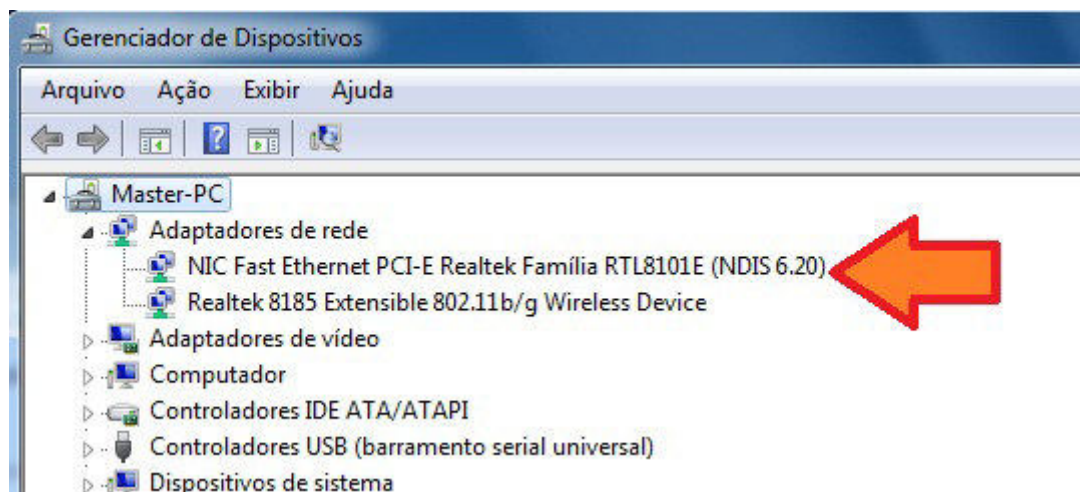 Gerenciador de Dispositivos
Arquivo Ação Exibir Ajuda
Master-PC
Adaptadores de rede
NIC Fast Ethernet PCI-E Realtek Família RTL8101E (NDIS 6.20)
Realtek 8185 Extensible 802.11b/g Wireless Device
Adaptadores de vídeo
Computador
Controladores IDE ATA/ATAPI
Controladores USB (barramento serial universal)
Dispositivos de sistema